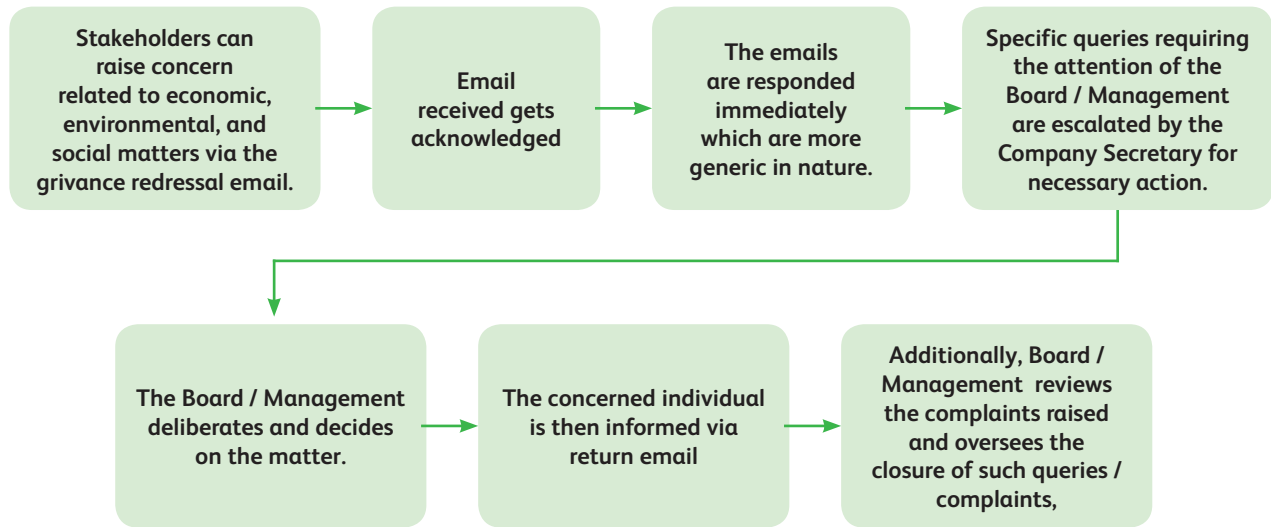 Stakeholders can
raise concern
related to economic,
environmental, and
social matters via the
grivance redressal email.
Email
received gets
acknowledged
The emails
are responded
immediately
which are more
generic in nature.
Specific queries requiring
the attention of the
Board / Management
are escalated by the
Company Secretary for
necessary action.
The Board / Management
deliberates and decides
on the matter.
The concerned individual
is then informed via
return email
Additionally, Board /
Management reviews
the complaints raised
and oversees the
closure of such queries /
complaints,